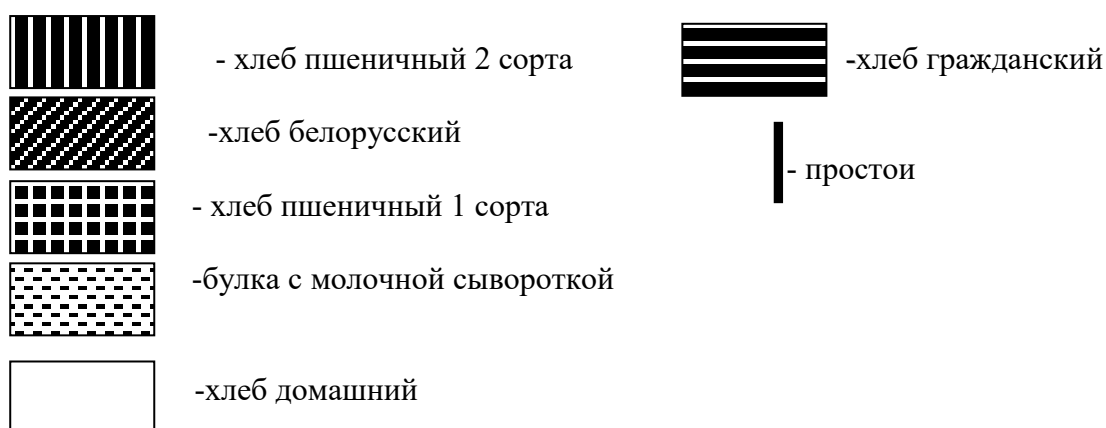 - хлеб пшеничный 2 сорта
-хлеб гражданский
-хлеб белорусский
- простои
- хлеб пшеничный 1 сорта
-булка с молочной сывороткой
-хлеб домашний